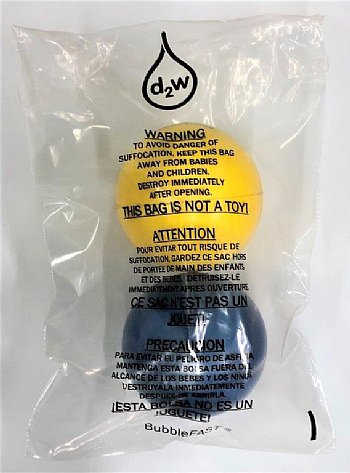 d2w
WARNING
TO AVOID DANGER OF
SUFFOCATION, KEEP THIS BAG
AWAY FROM BABIES
AND CHILDREN.
DESTROY IMMEDIATELY
AFTER OPENING.
THIS BAG IS NOT A TOY!
ATTENTION
POUR EVITAR TOUT RISQUE DE
SUFFOCATION, GARDEZ CE SAC HORS
DE PORTEE DE MAIN DES ENFANTS
ET DES BEBES. DETRUISEZ-LE
IMMEDIATEMENT APRES OUVERTURE.
CE SAC N'EST PAS UN
JOUET!
PRECAUCION
PARA EVITAR EL PELIGRO DE ASFIXIA
MANTENGA ESTA BOLSA FUERA DEL
ALCANCE DE LOS BEBES Y LOS NINOS
DESTRUYALA INMEDIATAMENTE
DESPUES DE ABRIRLA.
¡ESTA BOLSA NO ES UN
JUGUETE!
BubbleFAST®